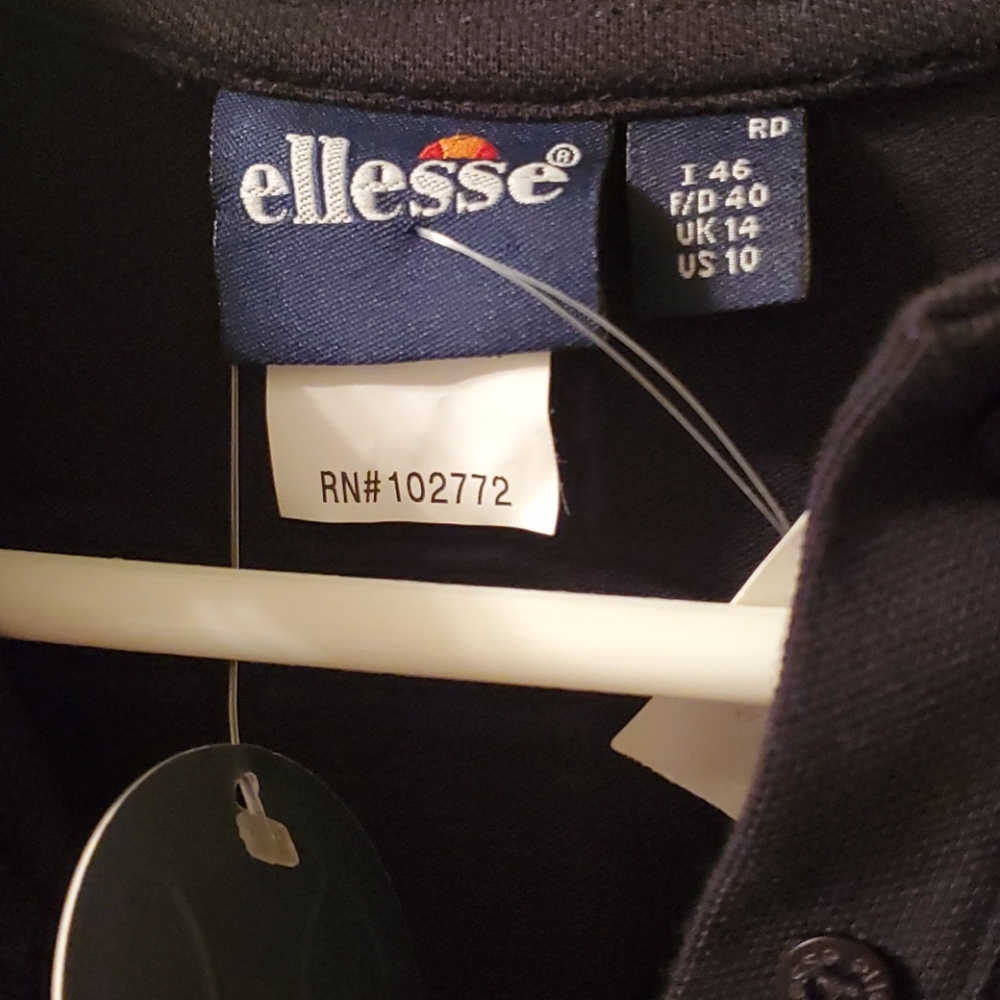 ellesse®
RD
I 46
F/D 40
UK 14
US 10
RN#102772